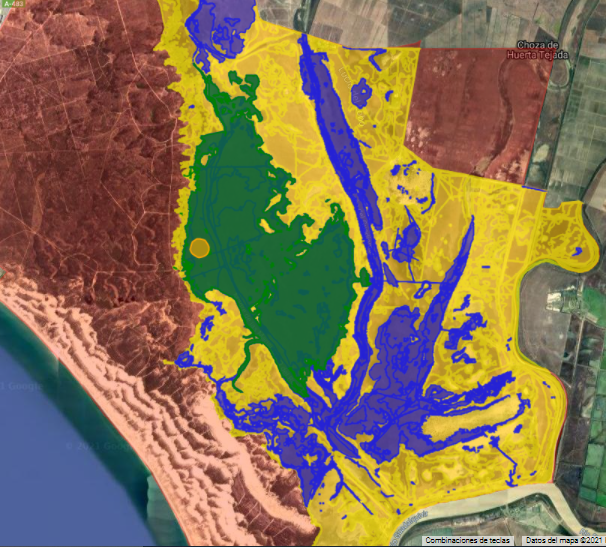 A-483
Choza de
Huerta Tejada
Combinaciones de teclas
Datos del mapa ©2021